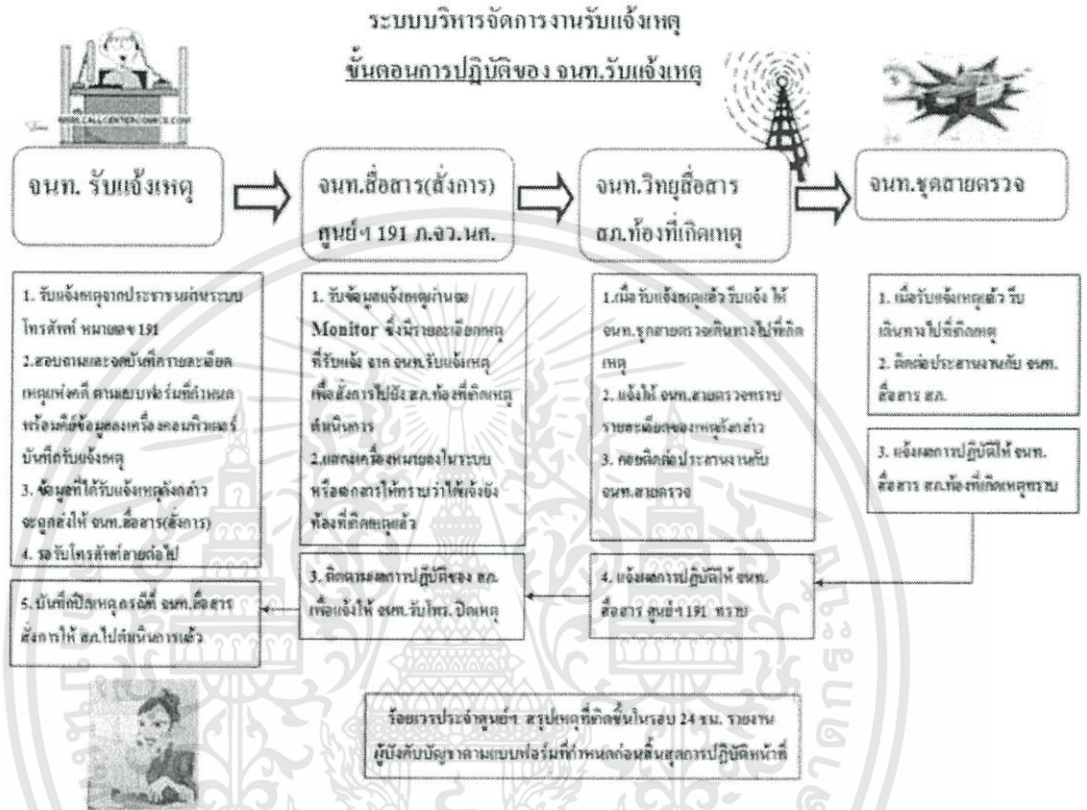 ระบบบริหารจัดการงานรับแจ้งเหตุ
ขั้นตอนการปฏิบัติของ จนท.รับแจ้งเหตุ
WWW.CALLCENTERCOMICS.COM
จนท. รับแจ้งเหตุ
จนท.สื่อสาร(สั่งการ)
ศูนย์ฯ 191 ภ.จว.นศ.
จนท.วิทยุสื่อสาร
สภ.ท้องที่เกิดเหตุ
จนท.ชุดสายตรวจ
1. รับแจ้งเหตุจากประชาชนผ่านระบบ
โทรศัพท์ หมายเลข 191
2.สอบถามและจดบันทึกรายละเอียด
เหตุแห่งคดี ตามแบบฟอร์มที่กำหนด
พร้อมคีย์ข้อมูลลงเครื่องคอมพิวเตอร์
บันทึกรับแจ้งเหตุ
3. ข้อมูลที่ได้รับแจ้งเหตุดังกล่าว
จะถูกส่งให้ จนท.สื่อสาร(สั่งการ)
4. รอรับโทรศัพท์สายต่อไป
5. บันทึกปิดเหตุ กรณีที่ จนท.สื่อสาร
สั่งการให้ สภ.ไปดำเนินการแล้ว
1. รับข้อมูลแจ้งเหตุผ่านจอ
Monitor ซึ่งมีรายละเอียดเหตุ
ที่รับแจ้ง จาก จนท.รับแจ้งเหตุ
เพื่อสั่งการไปยัง สภ.ท้องที่เกิดเหตุ
ดำเนินการ
2.แสดงเครื่องหมายลงในระบบ
หรือเอกสารให้ทราบว่าได้แจ้งยัง
ท้องที่เกิดเหตุแล้ว
3. ติดตามผลการปฏิบัติของ สภ.
เพื่อแจ้งให้ จนท.รับโทร. ปิดเหตุ
1.เมื่อ รับแจ้งเหตุแล้ว รีบแจ้ง ให้
จนท.ชุดสายตรวจเดินทางไปที่เกิด
เหตุ
2. แจ้งให้ จนท.สายตรวจทราบ
รายละเอียดของเหตุดังกล่าว
3. คอยติดต่อประสานงานกับ
จนท.สายตรวจ
4. แจ้งผลการปฏิบัติให้ จนท.
สื่อสาร ศูนย์ฯ 191 ทราบ
1. เมื่อรับแจ้งเหตุแล้ว รีบ
เดินทางไปที่เกิดเหตุ
2. ติดต่อประสานงานกับ จนท.
สื่อสาร สภ.
3. แจ้งผลการปฏิบัติให้ จนท.
สื่อสาร สภ.ท้องที่เกิดเหตุทราบ
ร้อยเวรประจำศูนย์ฯ สรุปเหตุที่เกิดขึ้นในรอบ 24 ชม. รายงาน
ผู้บังคับบัญชาตามแบบฟอร์มที่กำหนดก่อนสิ้นสุดการปฏิบัติหน้าที่